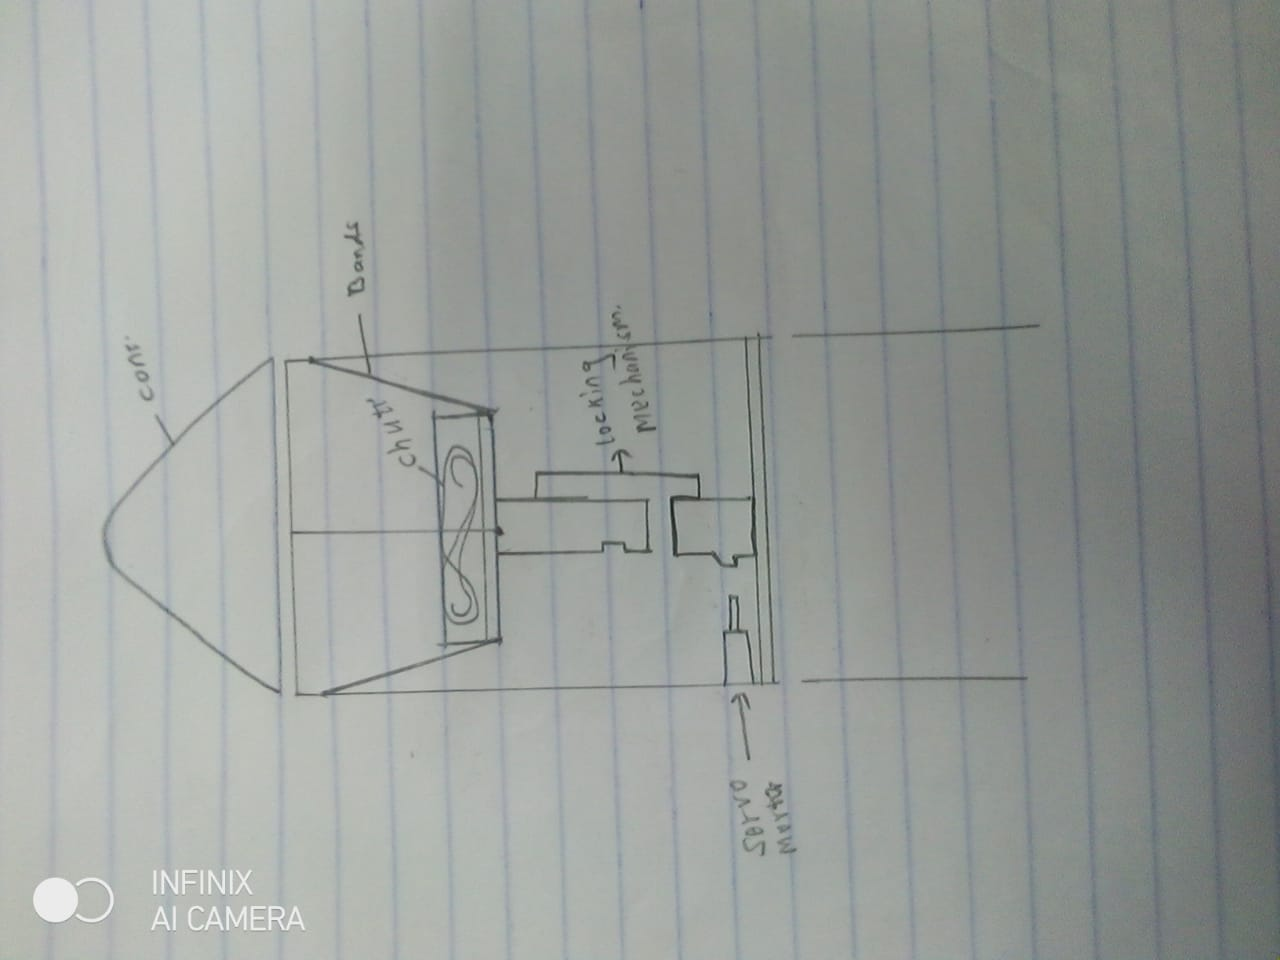 cone.
Bands
chute
locking
Mechanism.
Servo
Motor
INFINIX
AI CAMERA